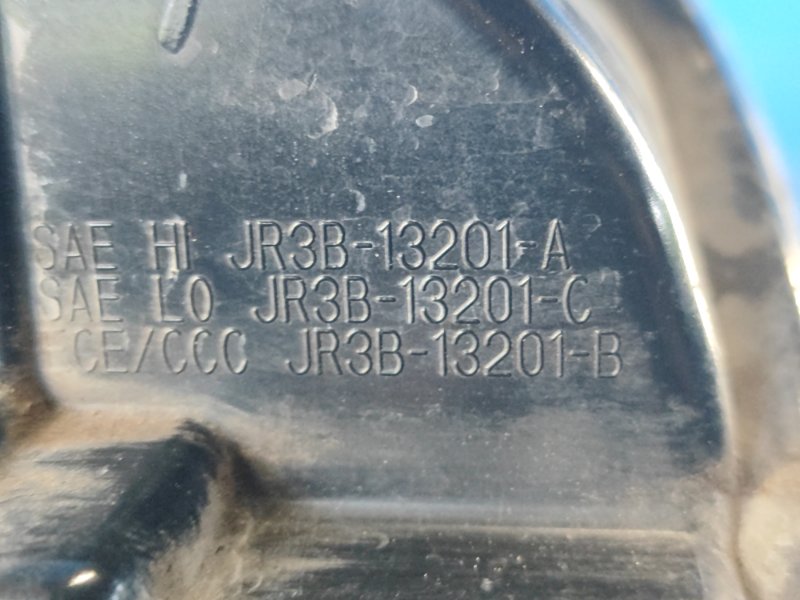 SAE HI JR3B-13201-A
SAE LO JR3B-13201-C
ECE/CCC JR3B-13201-B